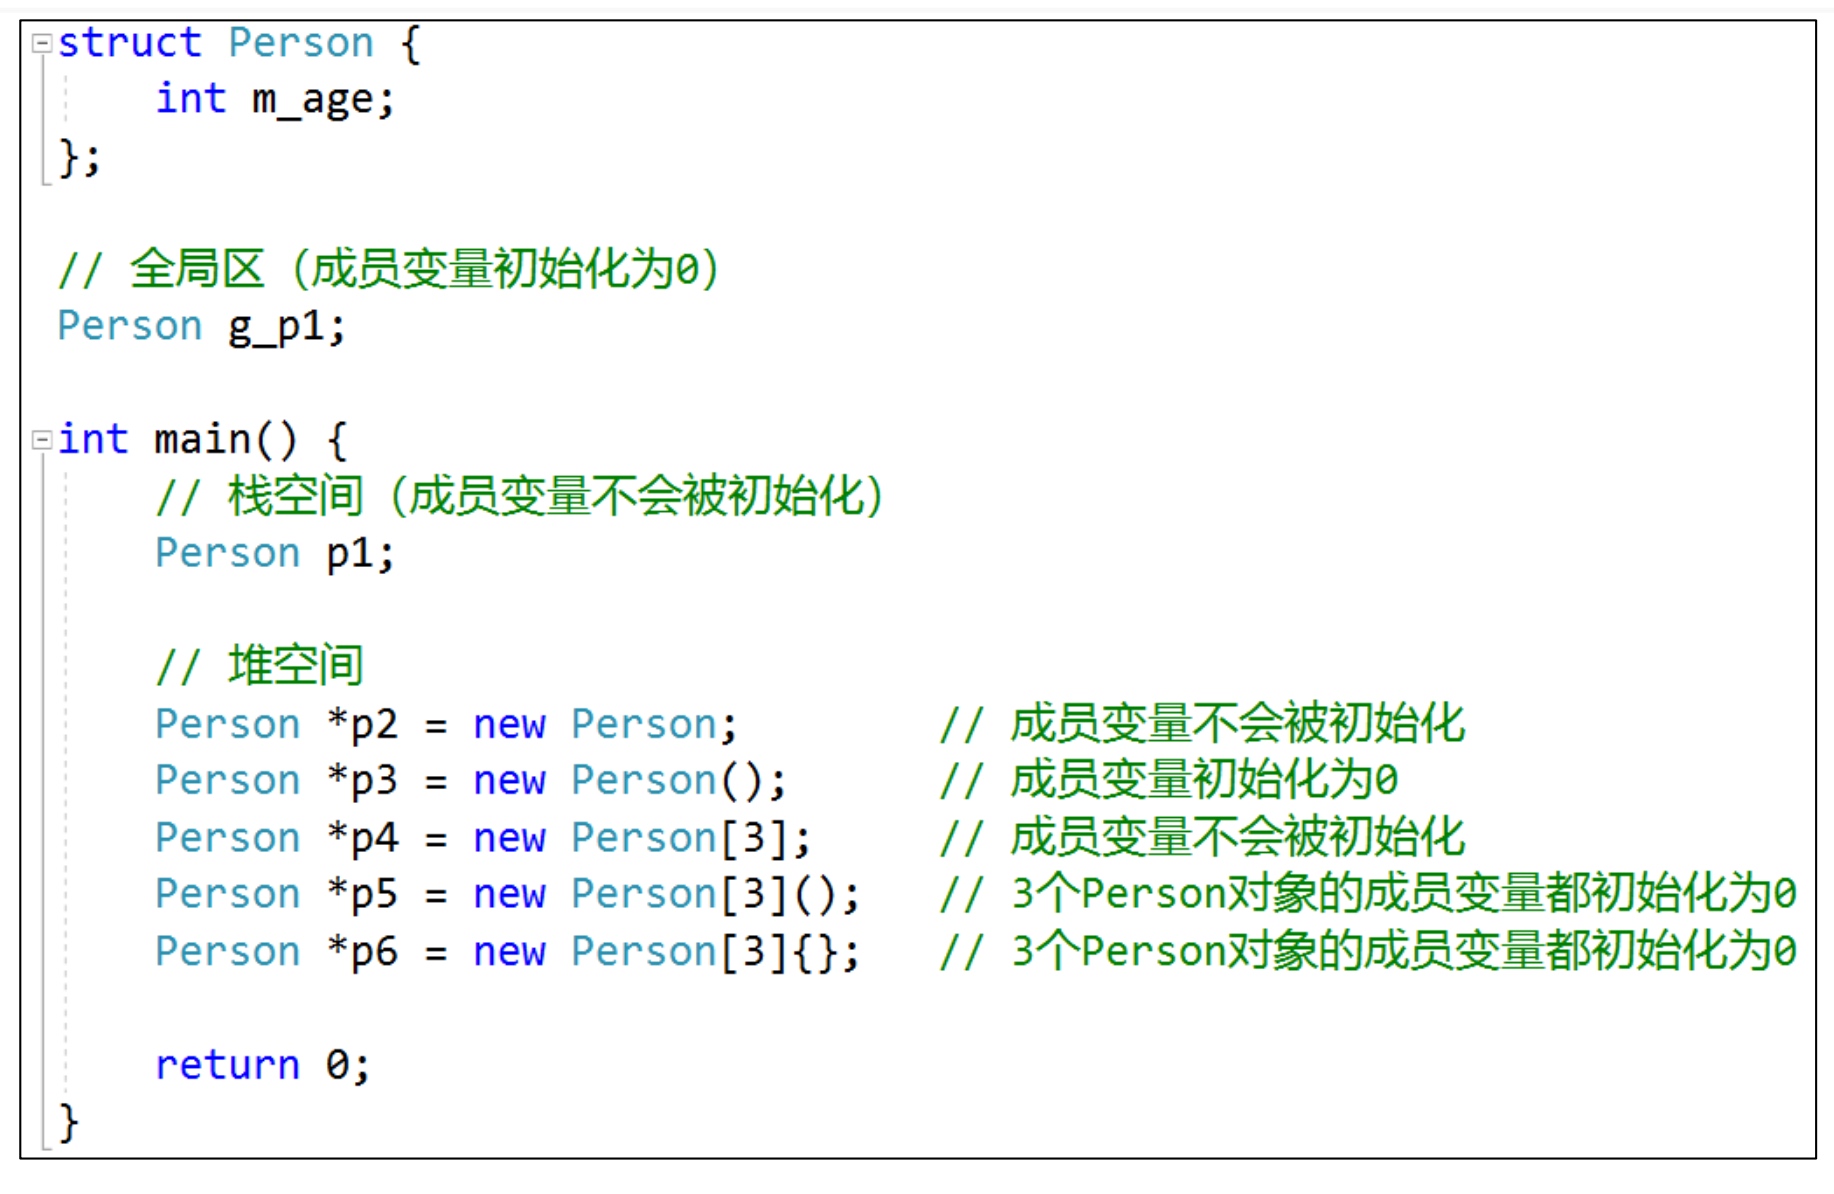 struct Person {
    int m_age;
};
// 全局区（成员变量初始化为0）
Person g_p1;
int main() {
    // 栈空间（成员变量不会被初始化）
    Person p1;
    // 堆空间
    Person *p2 = new Person;        // 成员变量不会被初始化
    Person *p3 = new Person();      // 成员变量初始化为0
    Person *p4 = new Person[3];     // 成员变量不会被初始化
    Person *p5 = new Person[3]();   // 3个Person对象的成员变量都初始化为0
    Person *p6 = new Person[3]{};   // 3个Person对象的成员变量都初始化为0
    return 0;
}